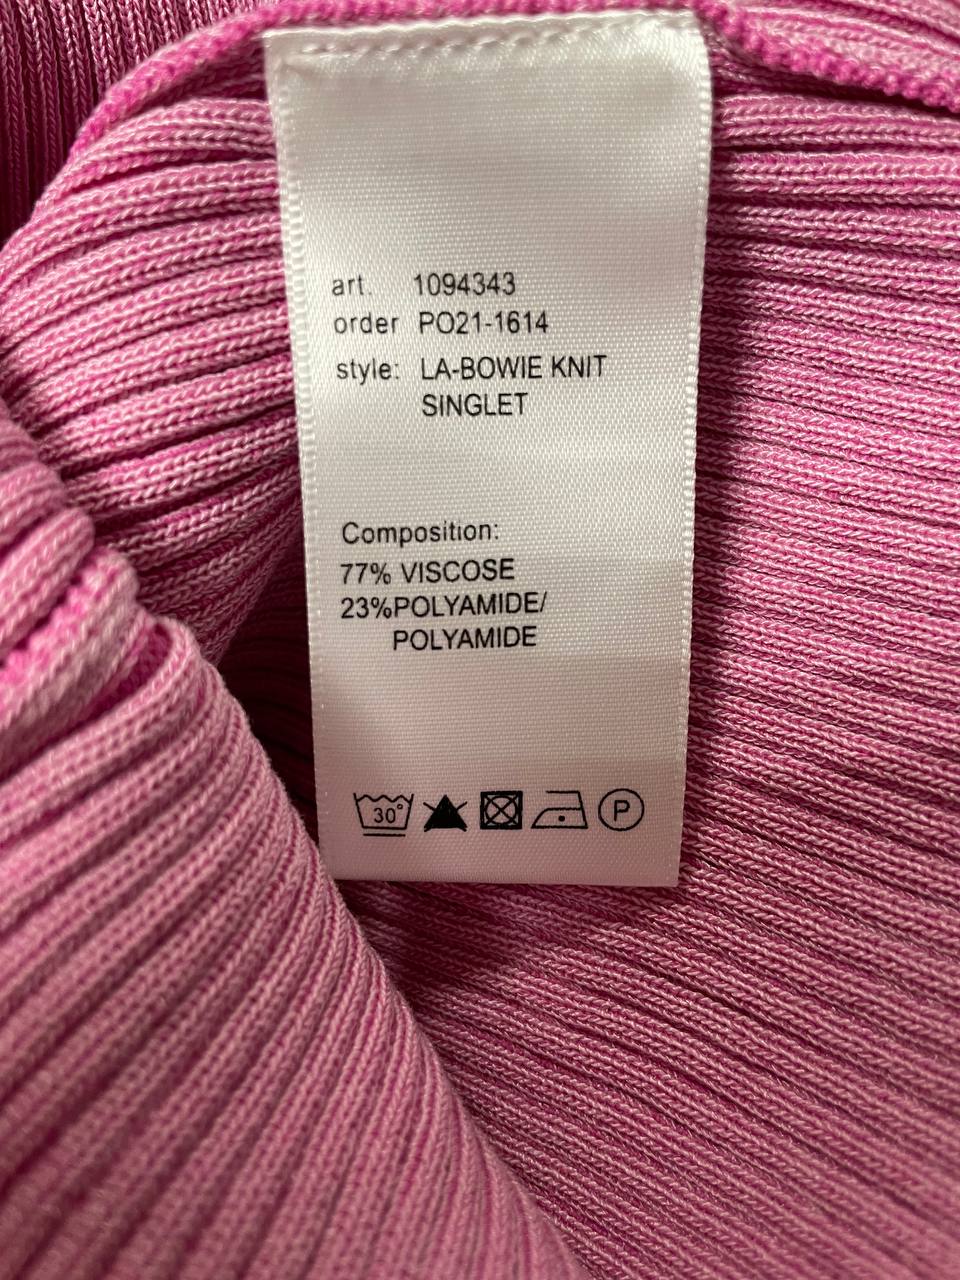 art. 1094343
order PO21-1614
style: LA-BOWIE KNIT
SINGLET
Composition:
77% VISCOSE
23%POLYAMIDE/
POLYAMIDE
30°
P